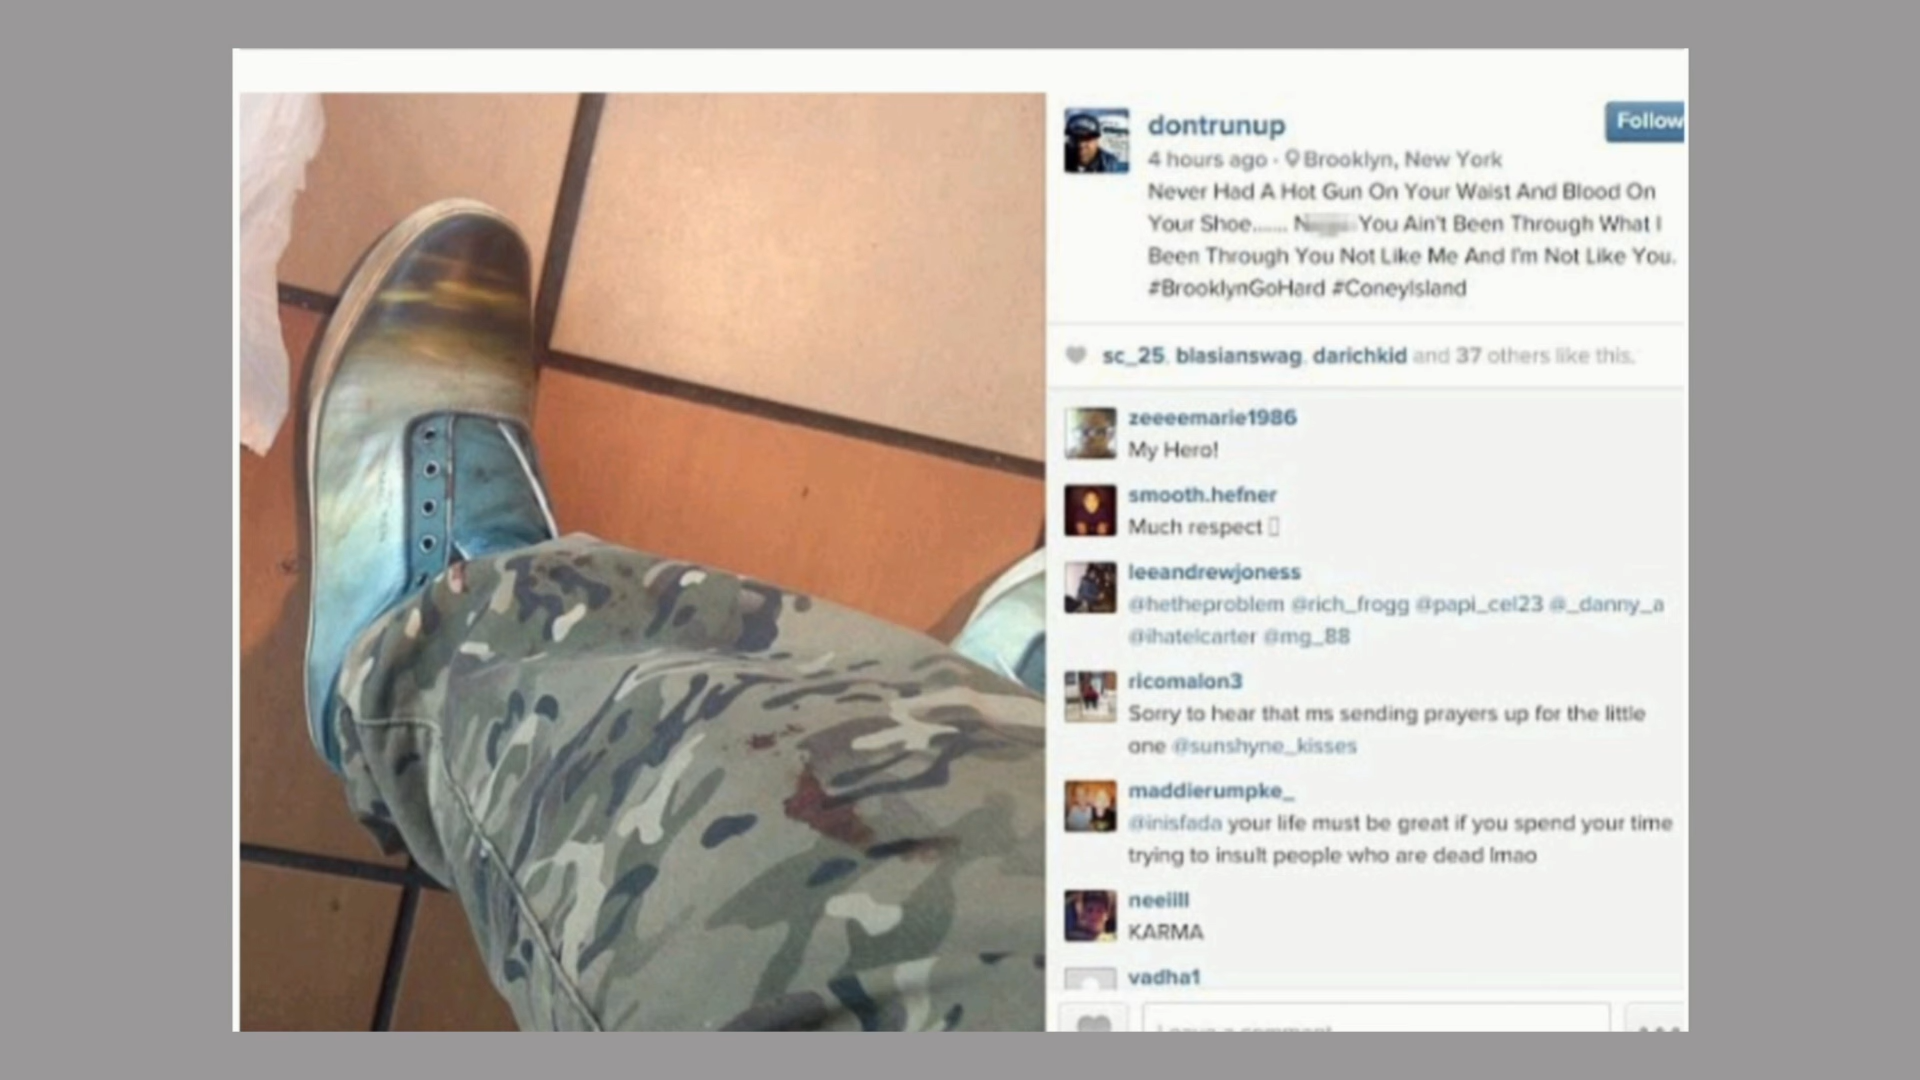 dontrunup
Follow
4 hours ago · Brooklyn, New York
Never Had A Hot Gun On Your Waist And Blood On
Your Shoe....... N You Ain't Been Through What I
Been Through You Not Like Me And I'm Not Like You.
#BrooklynGoHard #ConeyIsland
sc_25, blasianswag, darichkid and 37 others like this.
zeeeemarie1986
My Hero!
smooth.hefner
Much respect
leeandrewjoness
@hetheproblem @rich_frogg @papi_cel23 @_danny_a
@ihatelcarter @mg_88
ricomalon3
Sorry to hear that ms sending prayers up for the little
one @sunshyne_kisses
maddierumpke_
@inisfada your life must be great if you spend your time
trying to insult people who are dead lmao
neeiill
KARMA
vadha1
Leave a comment